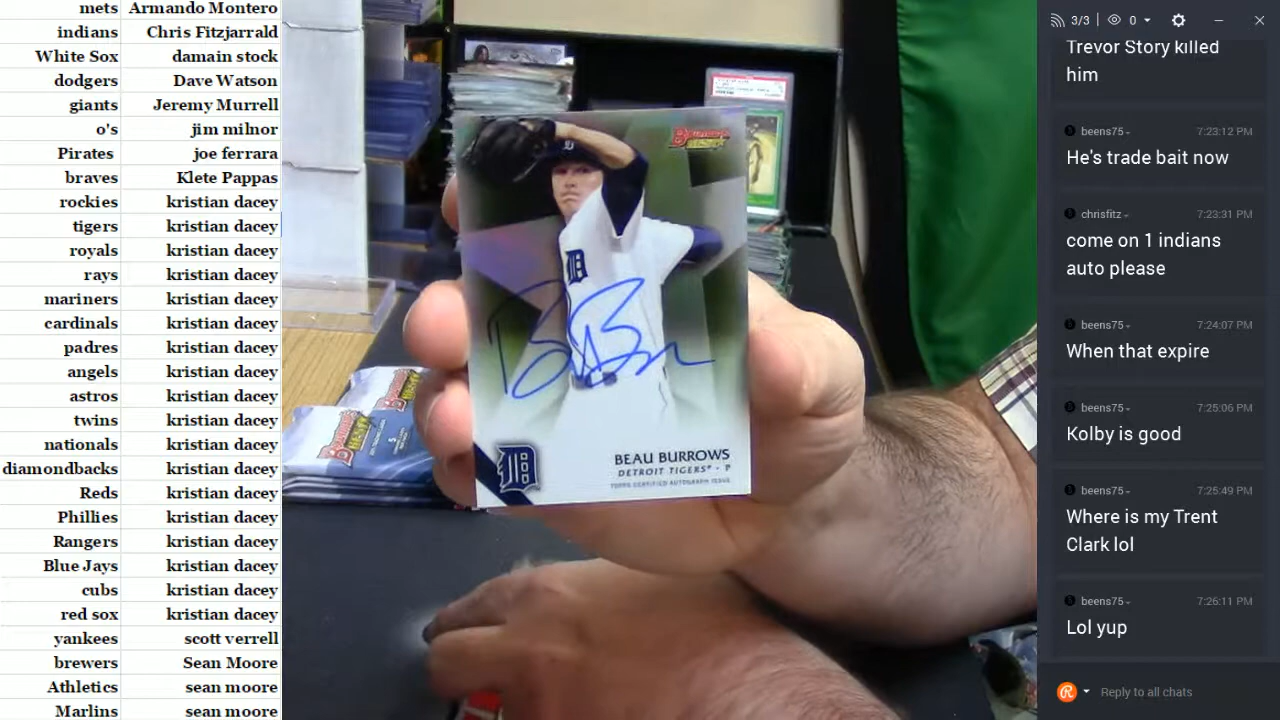 mets Armando Montero
indians Chris Fitzjarrald
White Sox damain stock
dodgers Dave Watson
giants Jeremy Murrell
o's jim milnor
Pirates joe ferrara
braves Klete Pappas
rockies kristian dacey
tigers kristian dacey
royals kristian dacey
rays kristian dacey
mariners kristian dacey
cardinals kristian dacey
padres kristian dacey
angels kristian dacey
astros kristian dacey
twins kristian dacey
nationals kristian dacey
diamondbacks kristian dacey
Reds kristian dacey
Phillies kristian dacey
Rangers kristian dacey
Blue Jays kristian dacey
cubs kristian dacey
red sox kristian dacey
yankees scott verrell
brewers Sean Moore
Athletics sean moore
Marlins sean moore
BOWMAN'S
BEST
D
BEAU BURROWS
DETROIT TIGERS® - P
TOPPS CERTIFIED AUTOGRAPH ISSUE
BOWMAN'S
BEST
5
3/3
0
Trevor Story killed
him
beens75 7:23:12 PM
He's trade bait now
chrisfitz 7:23:31 PM
come on 1 indians
auto please
beens75 7:24:07 PM
When that expire
beens75 7:25:06 PM
Kolby is good
beens75 7:25:49 PM
Where is my Trent
Clark lol
beens75 7:26:11 PM
Lol yup
Reply to all chats